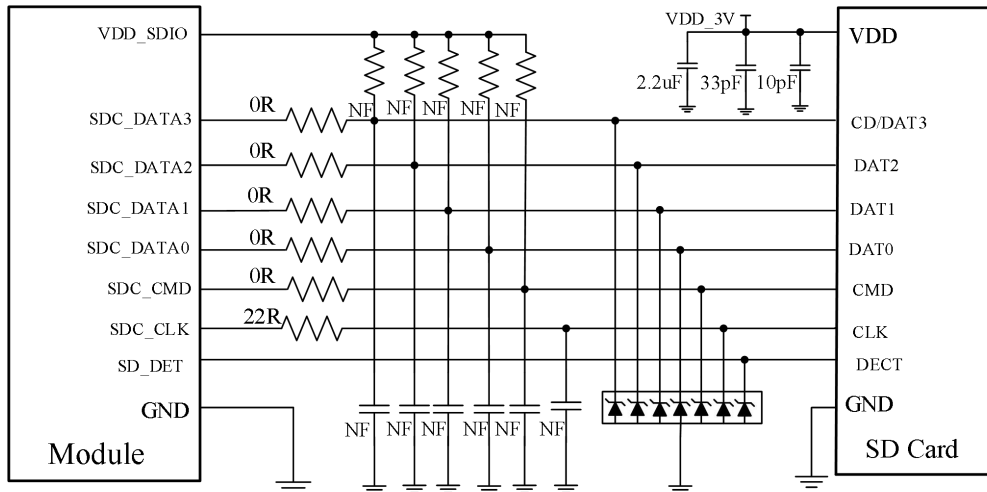 VDD_SDIO
VDD_3V
VDD
2.2uF 33pF 10pF
NF NF NF NF NF
SDC_DATA3 0R CD/DAT3
SDC_DATA2 0R DAT2
SDC_DATA1 0R DAT1
SDC_DATA0 0R DAT0
SDC_CMD 0R CMD
SDC_CLK 22R CLK
SD_DET DECT
GND GND
NF NF NF NF NF NF
Module SD Card